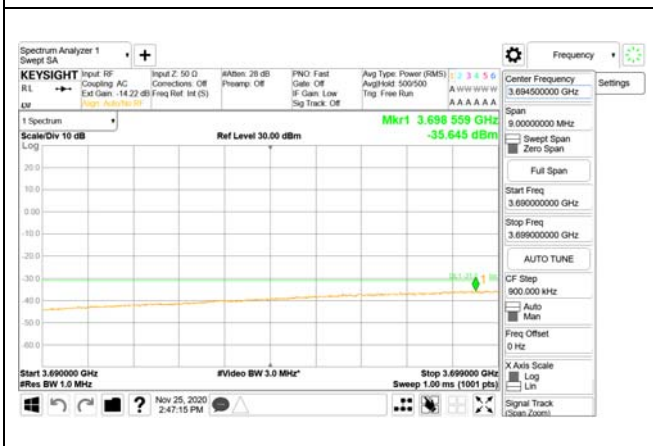 Spectrum Analyzer 1
Swept SA
Frequency
KEYSIGHT
RL
Input: RF
Coupling: AC
Ext Gain: -14.22 dB
Align: Auto/No RF
Input Z: 50 Ω
Corrections: Off
Freq Ref: Int (S)
#Atten: 28 dB
Preamp: Off
PNO: Fast
Gate: Off
IF Gain: Low
Sig Track: Off
Avg Type: Power (RMS)
Avg|Hold: 500/500
Trig: Free Run
1 2 3 4 5 6
A W W W W W
A A A A A A
1 Spectrum
Scale/Div 10 dB
Log
Ref Level 30.00 dBm
Mkr1 3.698 559 GHz
-35.645 dBm
20.0
10.0
0.00
-10.0
-20.0
-30.0
-40.0
-50.0
-60.0
1
Start 3.690000 GHz
#Res BW 1.0 MHz
#Video BW 3.0 MHz*
Stop 3.699000 GHz
Sweep 1.00 ms (1001 pts)
?
Nov 25, 2020
2:47:15 PM
Center Frequency
3.694500000 GHz
Settings
Span
9.00000000 MHz
Swept Span
Zero Span
Full Span
Start Freq
3.690000000 GHz
Stop Freq
3.699000000 GHz
AUTO TUNE
CF Step
900.000 kHz
Auto
Man
Freq Offset
0 Hz
X Axis Scale
Log
Lin
Signal Track
(Span Zoom)